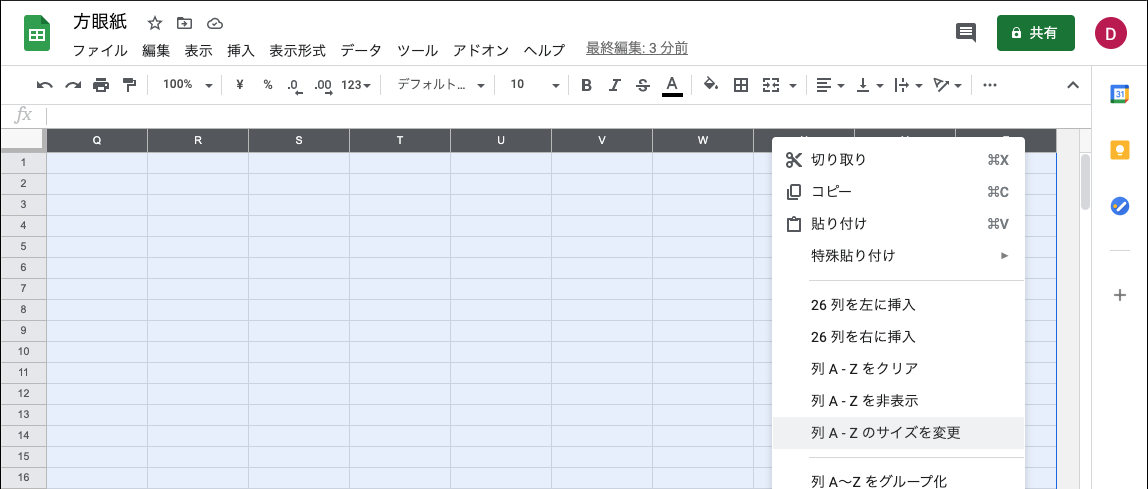 方眼紙
ファイル 編集 表示 挿入 表示形式 データ ツール アドオン ヘルプ 最終編集: 3 分前
共有
D
100% ¥ % .0 .00 123 デフォルト... 10 B I S A
31
fx
Q R S T U V W
1
2
3
4
5
6
7
8
9
10
11
12
13
14
15
16
切り取り ⌘X
コピー ⌘C
貼り付け ⌘V
特殊貼り付け
26 列を左に挿入
26 列を右に挿入
列 A - Z をクリア
列 A - Z を非表示
列 A - Z のサイズを変更
列 A～Z をグループ化